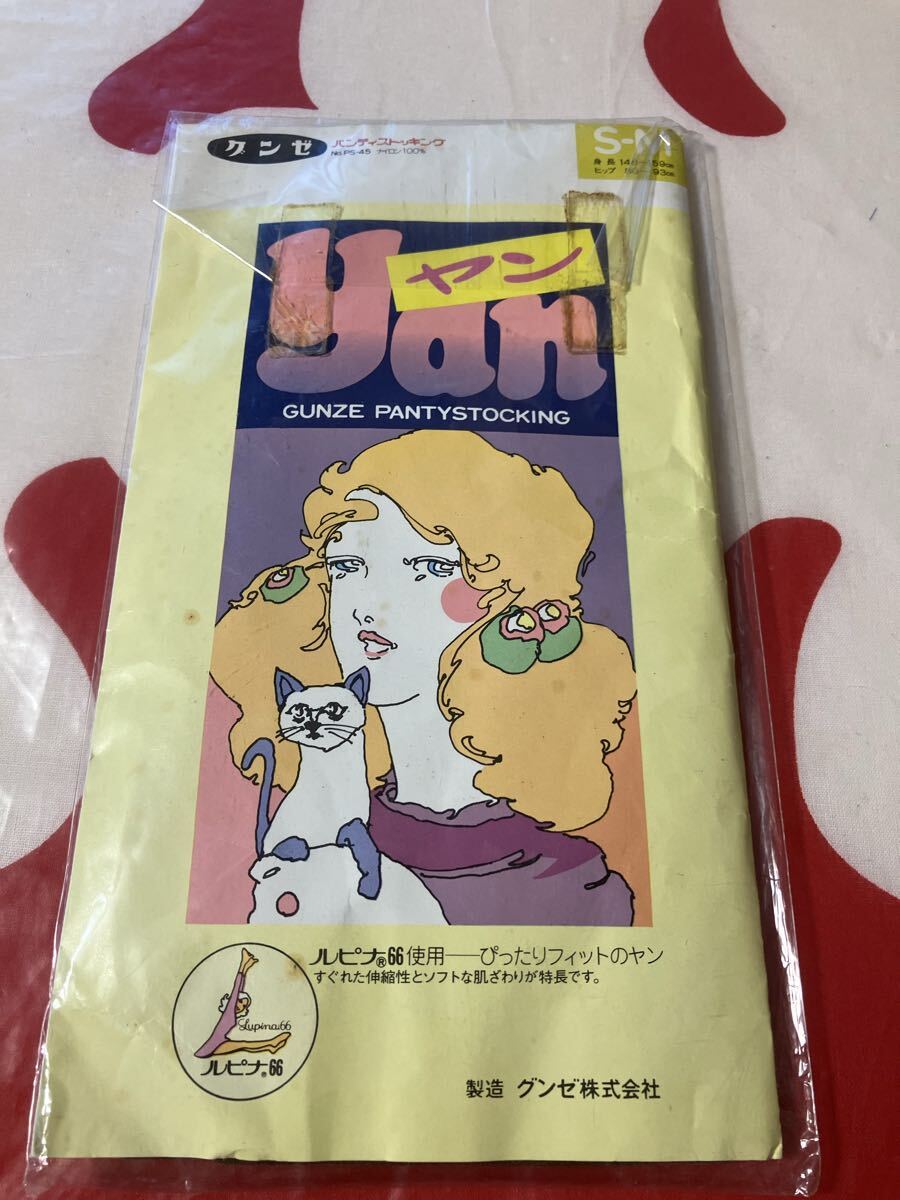 グンゼ
パンティストッキング
No.PS-45 ナイロン100%
S-M
身長
ヒップ
ヤン
yan
GUNZE PANTYSTOCKING
ルピナ®66使用——ぴったりフィットのヤン
すぐれた伸縮性とソフトな肌ざわりが特長です。
Lupina66
ルピナ®66
製造 グンゼ株式会社